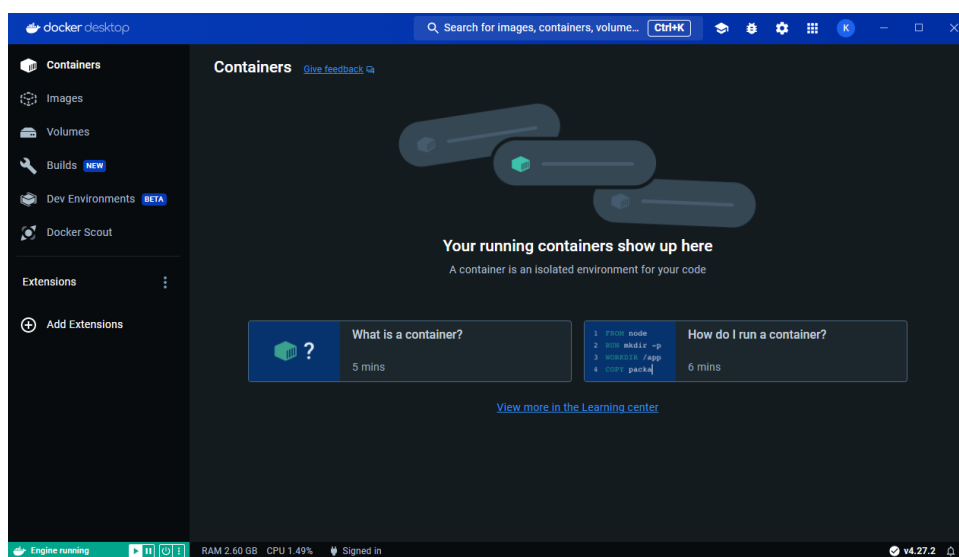 docker desktop
Search for images, containers, volume... Ctrl+K
K
Containers
Images
Volumes
Builds NEW
Dev Environments BETA
Docker Scout
Extensions
Add Extensions
Containers Give feedback
Your running containers show up here
A container is an isolated environment for your code
?
What is a container?
5 mins
1 FROM node
2 RUN mkdir -p
3 WORKDIR /app
4 COPY packa
How do I run a container?
6 mins
View more in the Learning center
Engine running
RAM 2.60 GB CPU 1.49% Signed in
v4.27.2